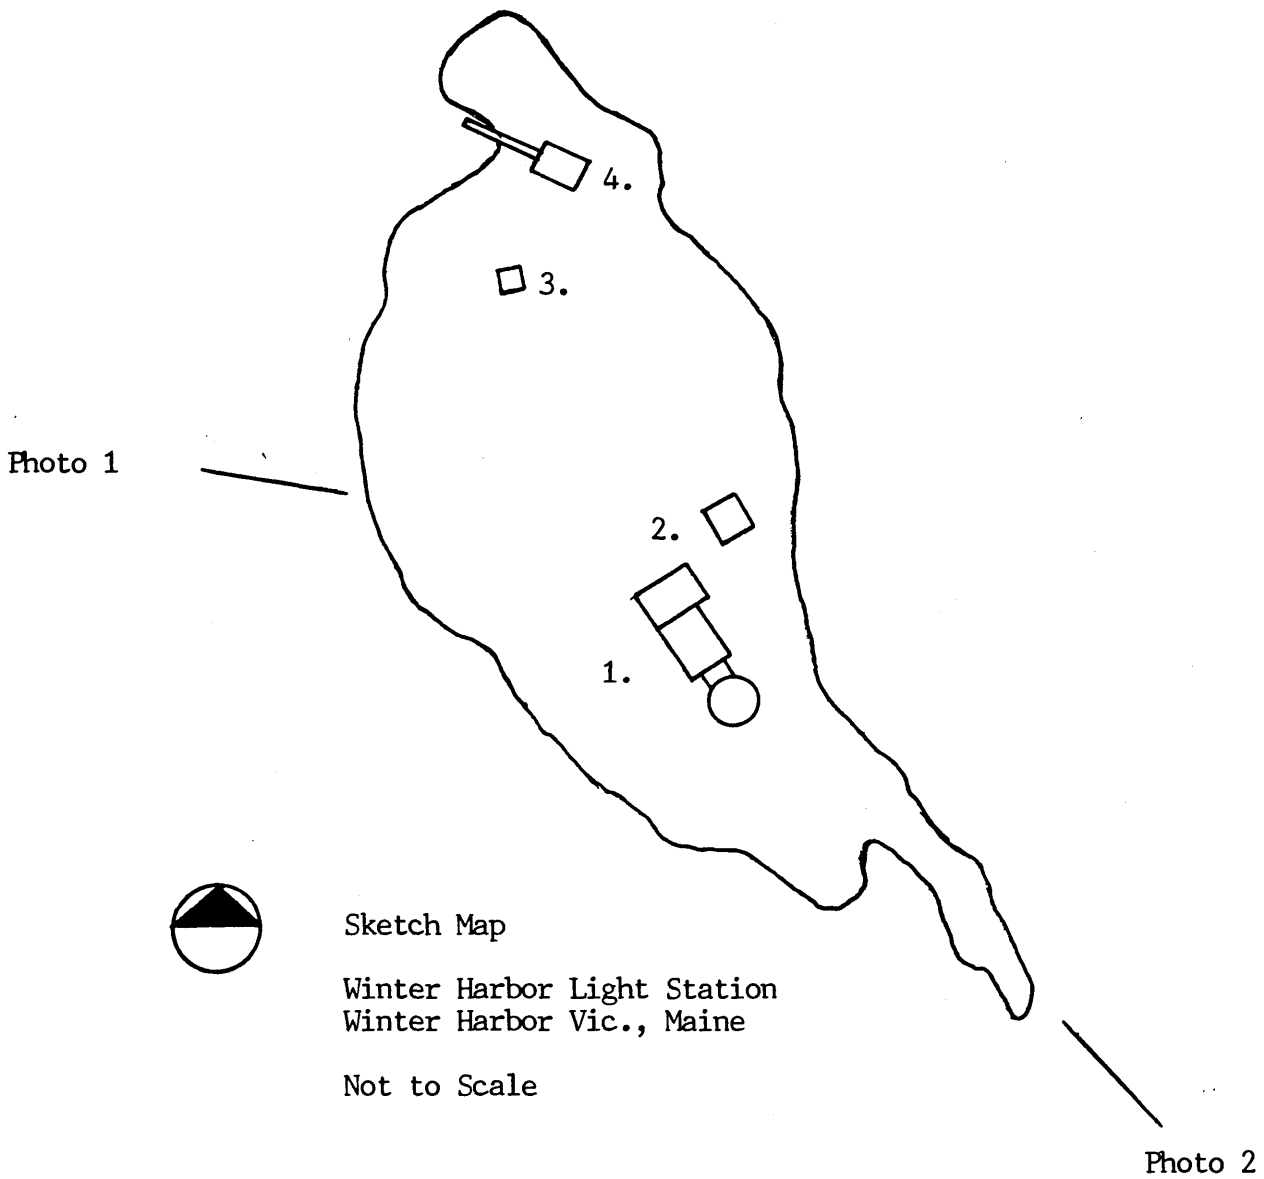 4.
3.
Photo 1
2.
1.
Sketch Map
Winter Harbor Light Station
Winter Harbor Vic., Maine
Not to Scale
Photo 2